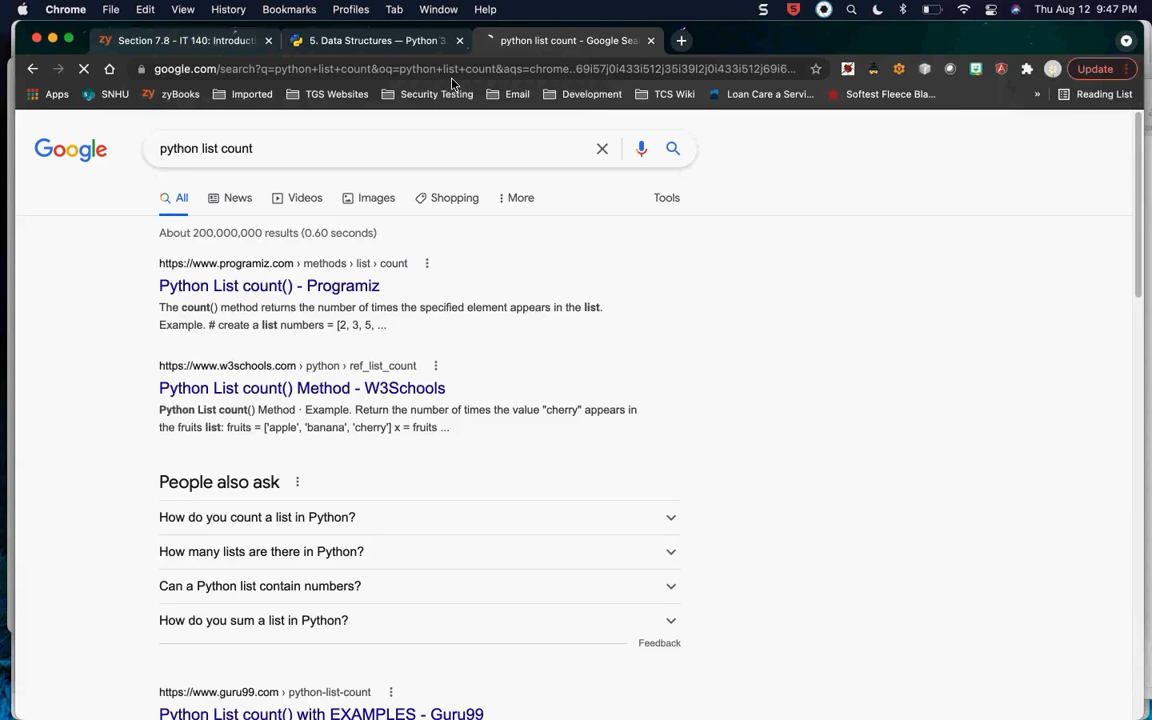 Chrome File Edit View History Bookmarks Profiles Tab Window Help Thu Aug 12 9:47 PM
zy Section 7.8 - IT 140: Introduct 5. Data Structures — Python 3. python list count - Google Sea
google.com/search?q=python+list+count&oq=python+list+count&aqs=chrome..69i57j0i433i512j35i39l2j0i433i512j69i6... Update
Apps SNHU zy zyBooks Imported TGS Websites Security Testing Email Development TCS Wiki Loan Care a Servi... Softest Fleece Bla... » Reading List
Google python list count
All News Videos Images Shopping More Tools
About 200,000,000 results (0.60 seconds)
https://www.programiz.com › methods › list › count
Python List count() - Programiz
The count() method returns the number of times the specified element appears in the list.
Example. # create a list numbers = [2, 3, 5, ...
https://www.w3schools.com › python › ref_list_count
Python List count() Method - W3Schools
Python List count() Method · Example. Return the number of times the value "cherry" appears in
the fruits list: fruits = ['apple', 'banana', 'cherry'] x = fruits ...
People also ask
How do you count a list in Python?
How many lists are there in Python?
Can a Python list contain numbers?
How do you sum a list in Python?
Feedback
https://www.guru99.com › python-list-count
Python List count() with EXAMPLES - Guru99